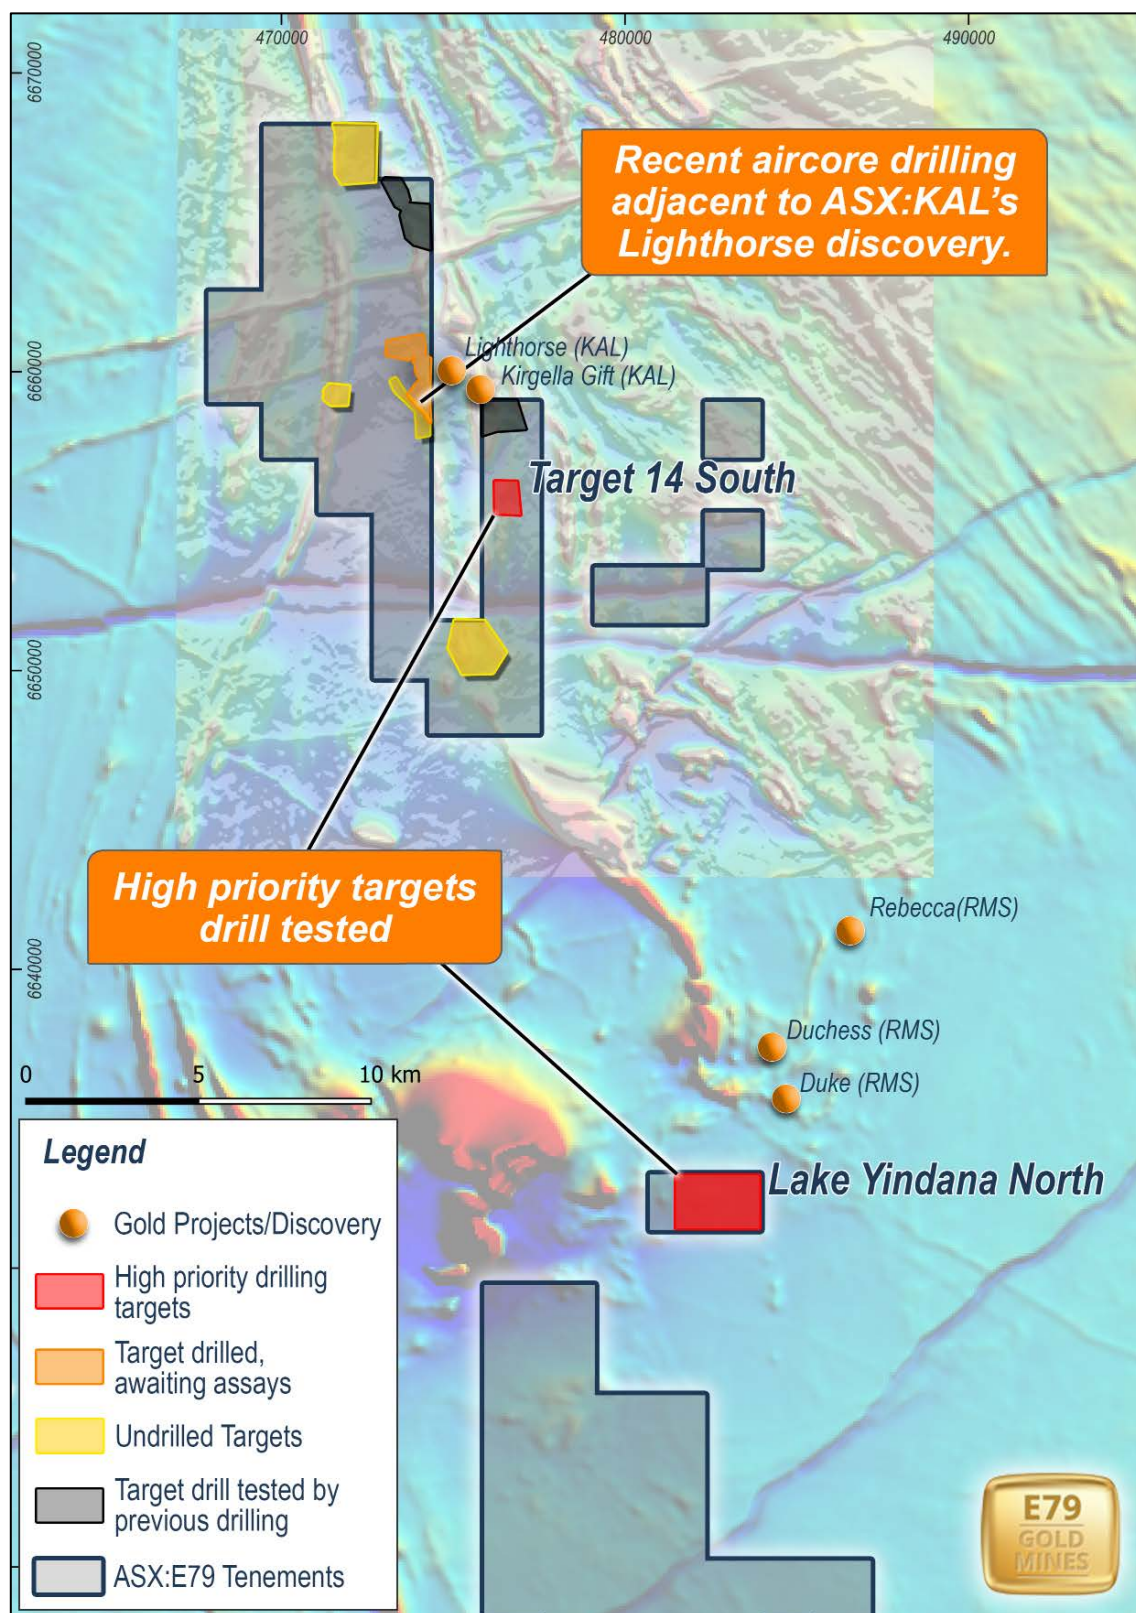 470000
480000
490000
6670000
Recent aircore drilling
adjacent to ASX:KAL's
Lighthorse discovery.
Lighthorse (KAL)
6660000
Kirgella Gift (KAL)
Target 14 South
6650000
High priority targets
drill tested
Rebecca(RMS)
6640000
Duchess (RMS)
0 5 10 km
Duke (RMS)
Lake Yindana North
Legend
Gold Projects/Discovery
High priority drilling
targets
Target drilled,
awaiting assays
Undrilled Targets
Target drill tested by
previous drilling
ASX:E79 Tenements
E79
GOLD
MINES